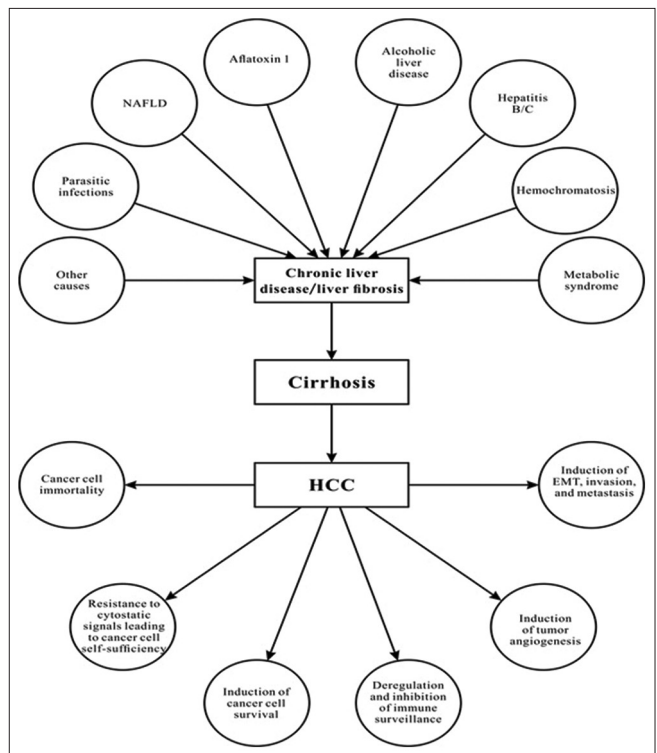 Aflatoxin 1
Alcoholic
liver
disease
NAFLD
Hepatitis
B/C
Parasitic
infections
Hemochromatosis
Other
causes
Chronic liver
disease/liver fibrosis
Metabolic
syndrome
Cirrhosis
Cancer cell
immortality
HCC
Induction of
EMT, invasion,
and metastasis
Resistance to
cytostatic
signals leading
to cancer cell
self-sufficiency
Induction
of tumor
angiogenesis
Induction of
cancer cell
survival
Deregulation
and inhibition
of immune
surveillance